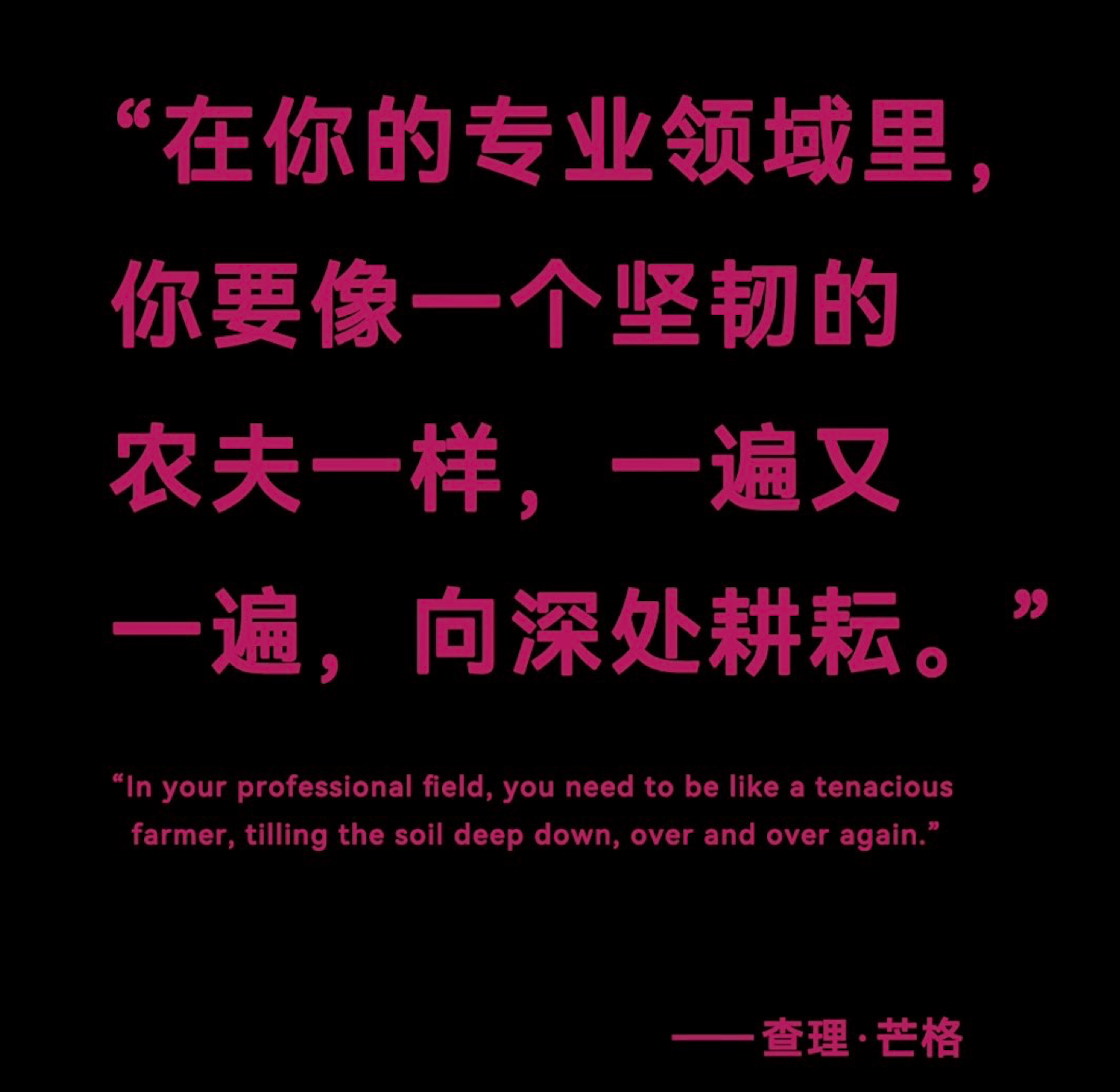 “在你的专业领域里，
你要像一个坚韧的
农夫一样，一遍又
一遍，向深处耕耘。”
“In your professional field, you need to be like a tenacious
farmer, tilling the soil deep down, over and over again.”
——查理·芒格